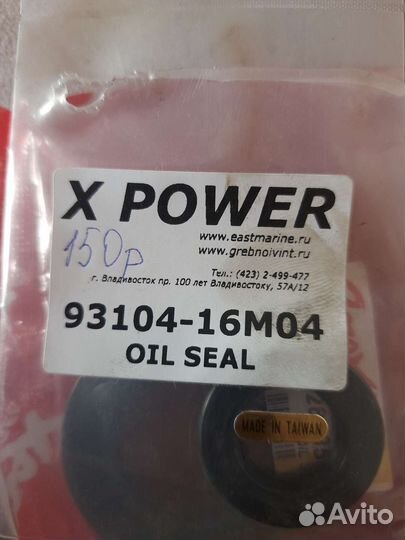 X POWER
150р
www.eastmarine.ru
www.grebnoivint.ru
Тел.: (423) 2-499-477
г. Владивосток пр. 100 лет Владивостоку, 57А/12
93104-16M04
OIL SEAL
MADE IN TAIWAN
Avito